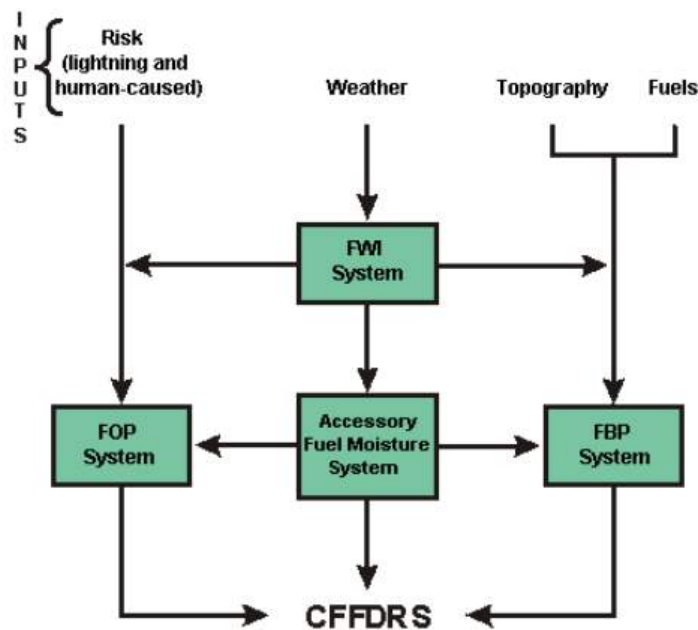 INPUTS
Risk
(lightning and
human-caused)
Weather
Topography
Fuels
FWI
System
FOP
System
Accessory
Fuel Moisture
System
FBP
System
CFFDRS